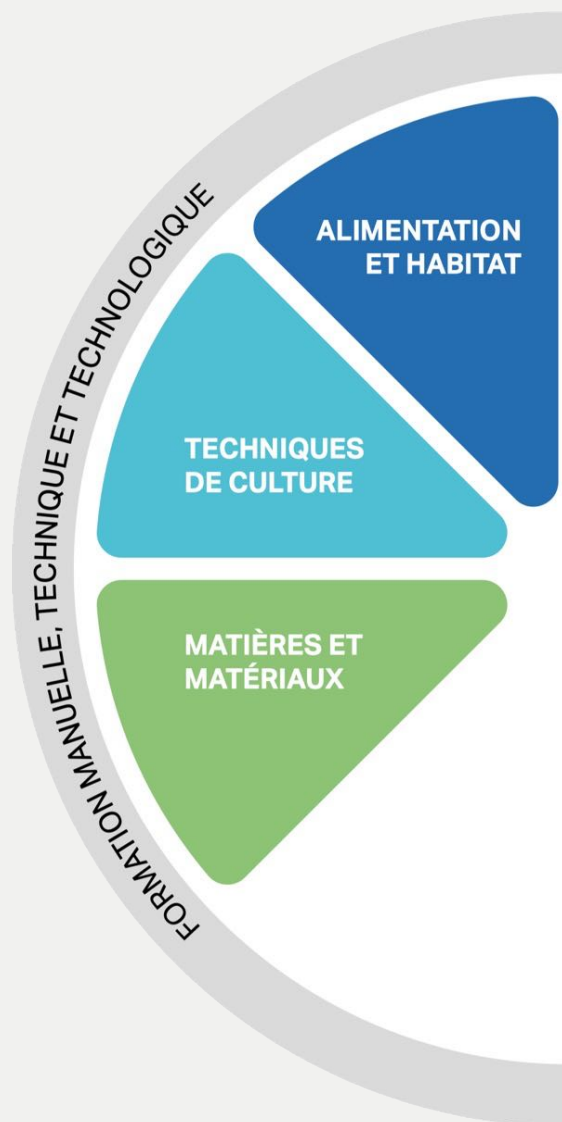 FORMATION MANUELLE, TECHNIQUE ET TECHNOLOGIQUE
ALIMENTATION
ET HABITAT
TECHNIQUES
DE CULTURE
MATIÈRES ET
MATÉRIAUX